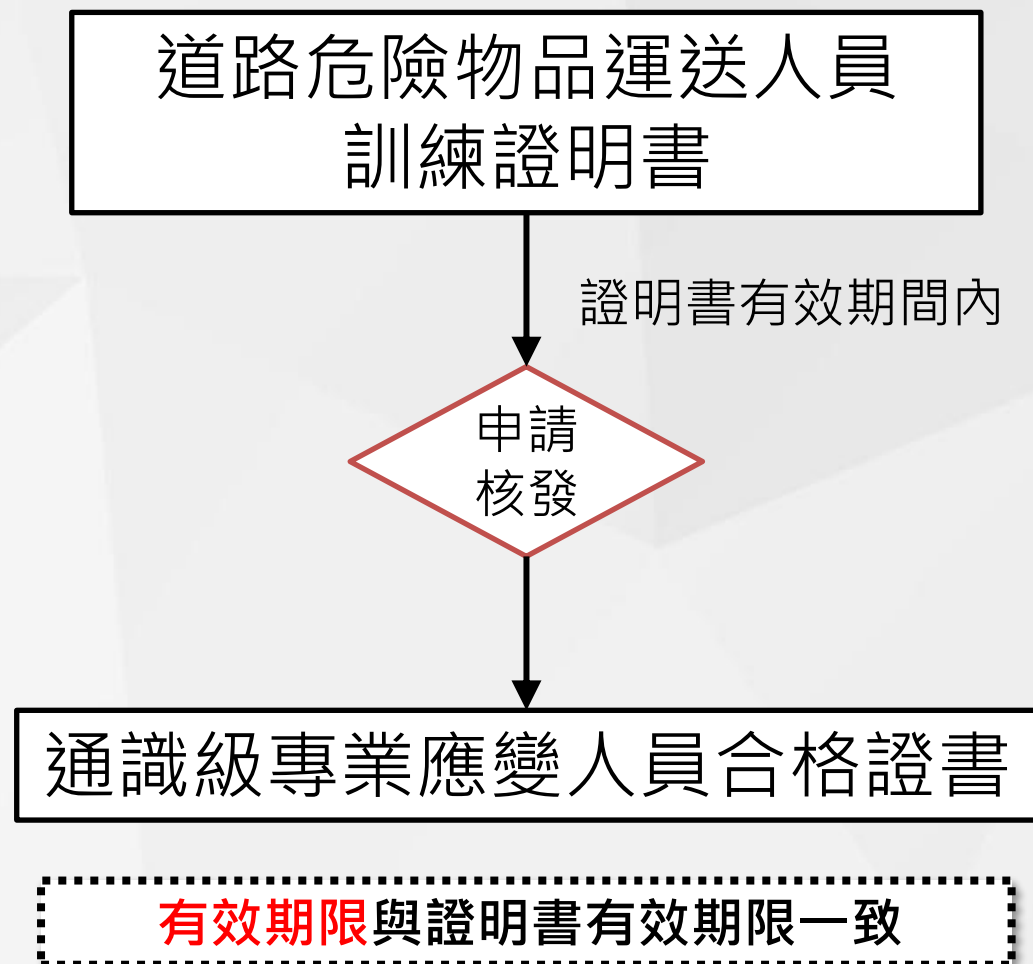 道路危險物品運送人員
訓練證明書
證明書有效期間內
申請
核發
通識級專業應變人員合格證書
有效期限與證明書有效期限一致